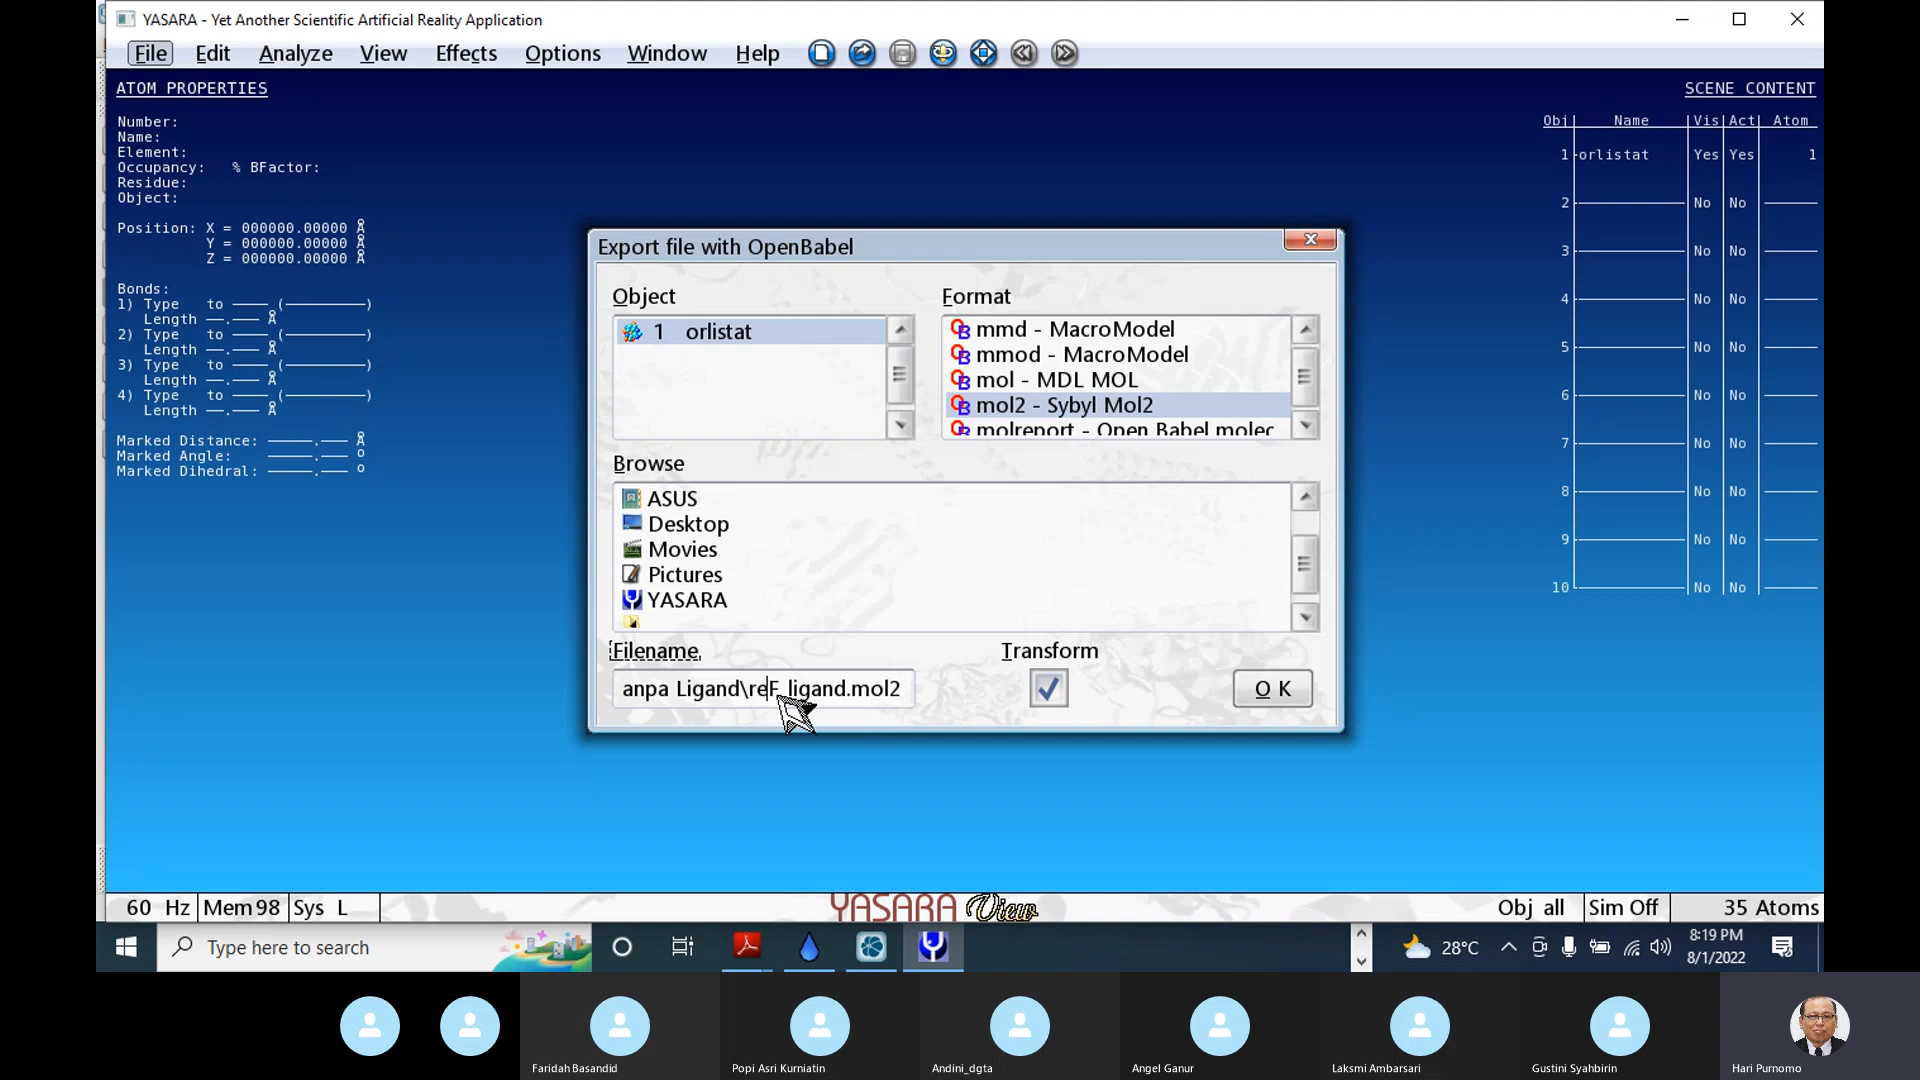 YASARA - Yet Another Scientific Artificial Reality Application
File Edit Analyze View Effects Options Window Help
ATOM PROPERTIES
Number:
Name:
Element:
Occupancy: % BFactor:
Residue:
Object:
Position: X = 000000.00000 Å
Y = 000000.00000 Å
Z = 000000.00000 Å
Bonds:
1) Type to ( )
Length . Å
2) Type to ( )
Length . Å
3) Type to ( )
Length . Å
4) Type to ( )
Length . Å
Marked Distance: . Å
Marked Angle: . °
Marked Dihedral: . °
SCENE CONTENT
Obj Name Vis Act Atom
1 orlistat Yes Yes 1
2 No No
3 No No
4 No No
5 No No
6 No No
7 No No
8 No No
9 No No
10 No No
Export file with OpenBabel
Object
1 orlistat
Format
mmd - MacroModel
mmod - MacroModel
mol - MDL MOL
mol2 - Sybyl Mol2
molreport - Open Babel molec
Browse
ASUS
Desktop
Movies
Pictures
YASARA
Filename
anpa Ligand\reF_ligand.mol2
Transform
O K
60 Hz Mem 98 Sys L
YASARA View
Obj all Sim Off 35 Atoms
Type here to search
28°C
8:19 PM
8/1/2022
Faridah Basandid
Popi Asri Kurniatin
Andini_dgta
Angel Ganur
Laksmi Ambarsari
Gustini Syahbirin
Hari Purnomo